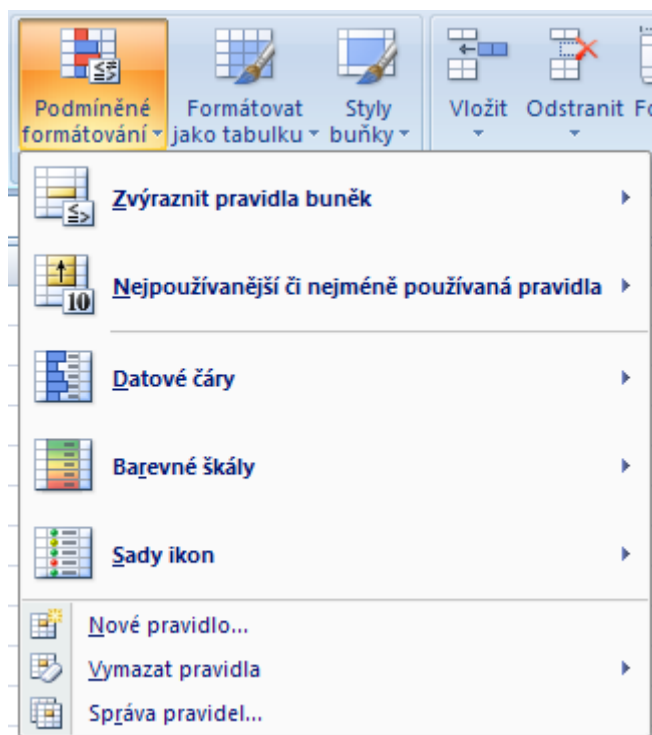 Podmíněné formátování
Formátovat jako tabulku
Styly buňky
Vložit
Odstranit
Zvýraznit pravidla buněk
10
Nejpoužívanější či nejméně používaná pravidla
Datové čáry
Barevné škály
Sady ikon
Nové pravidlo...
Vymazat pravidla
Správa pravidel...